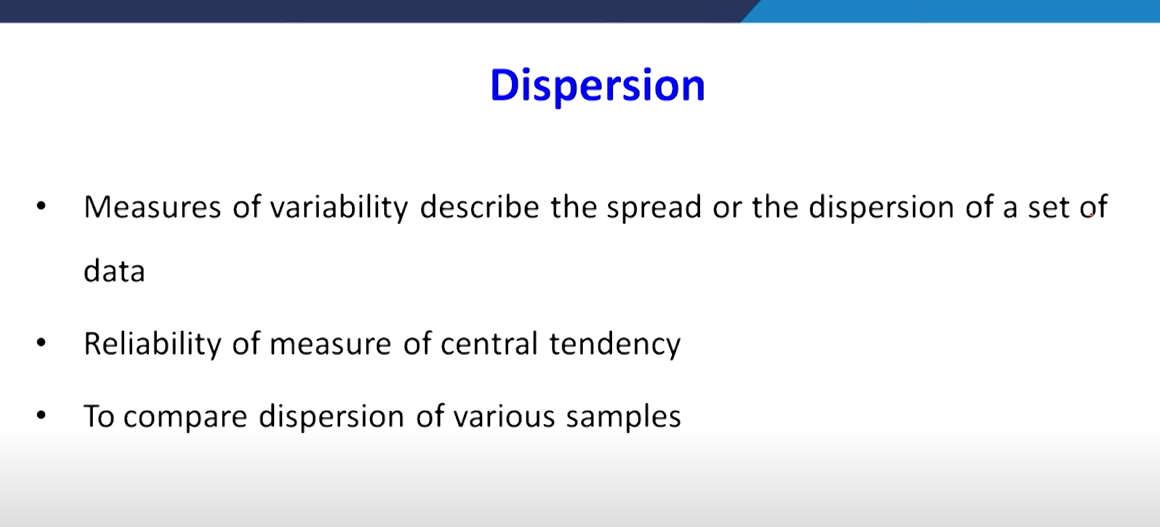 Dispersion
• Measures of variability describe the spread or the dispersion of a set of
data
• Reliability of measure of central tendency
• To compare dispersion of various samples